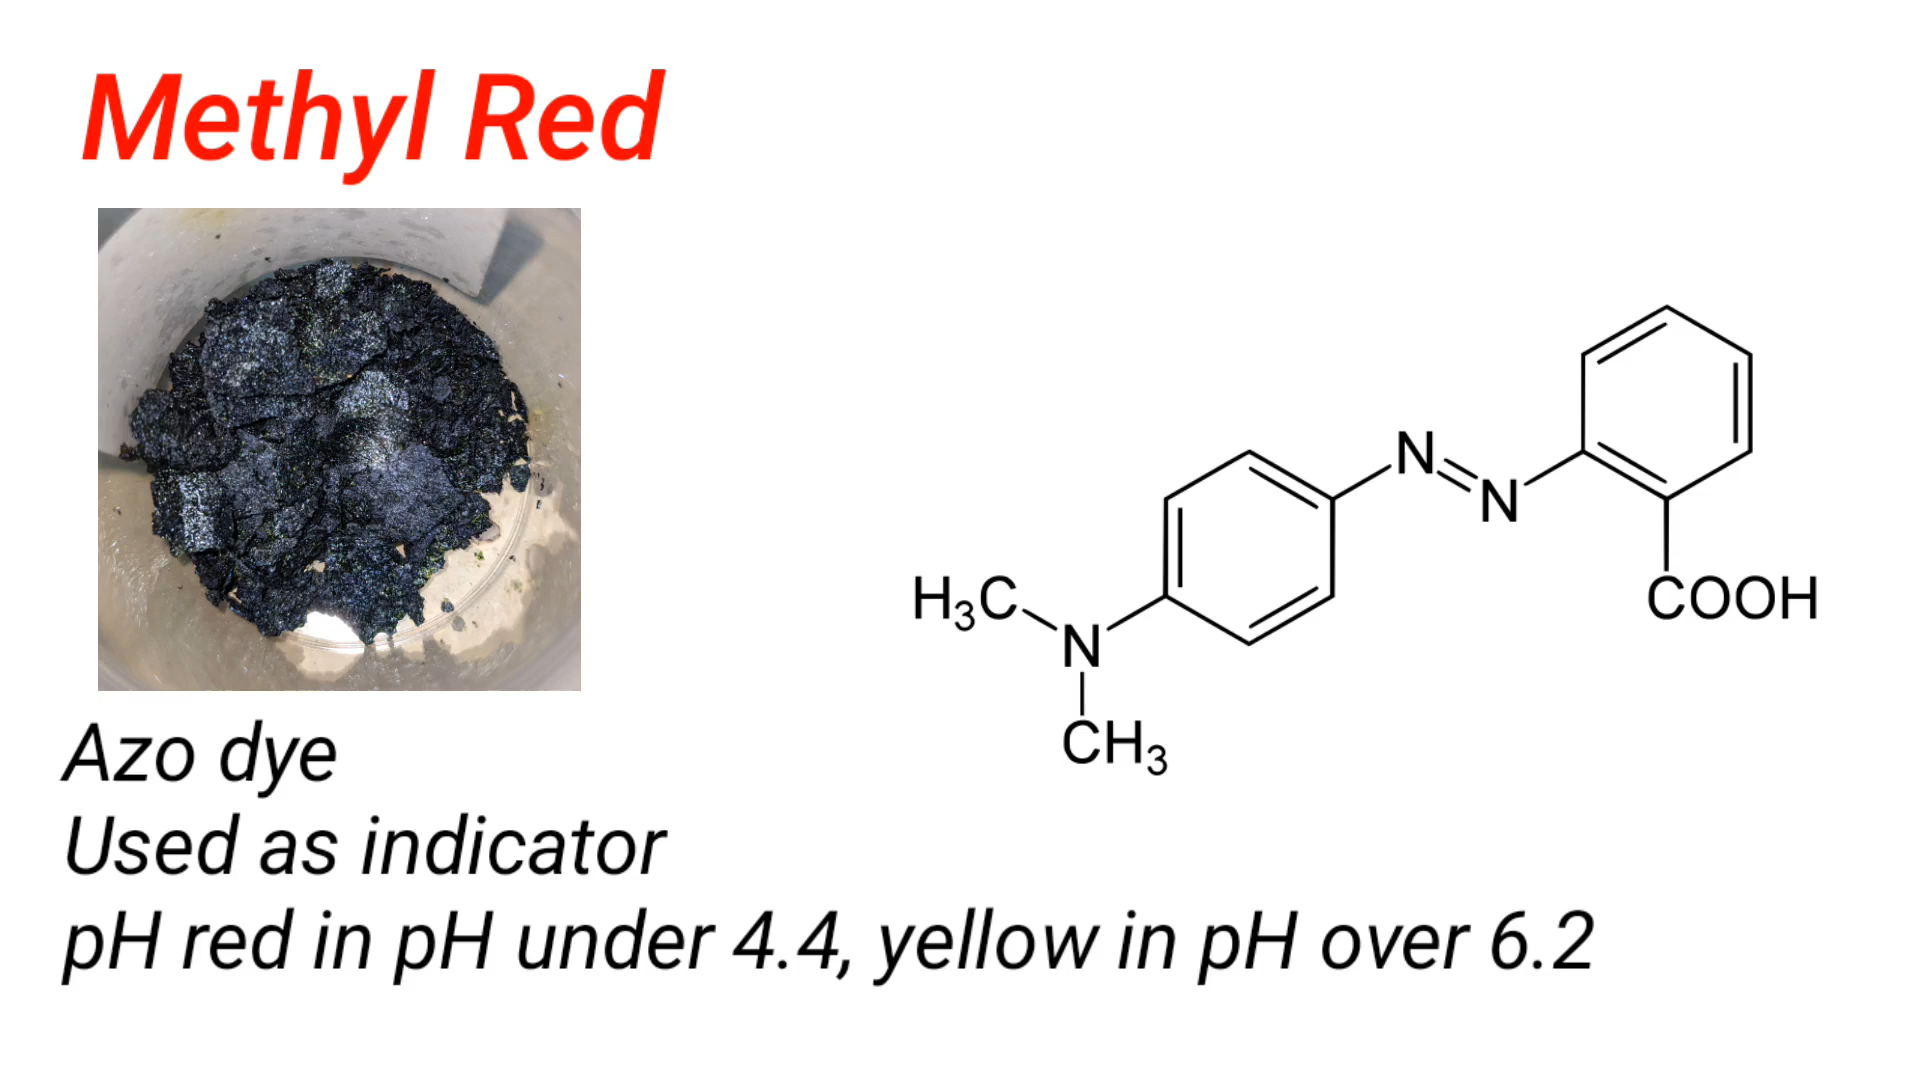 Methyl Red
N
N
H₃C
N
COOH
CH₃
Azo dye
Used as indicator
pH red in pH under 4.4, yellow in pH over 6.2